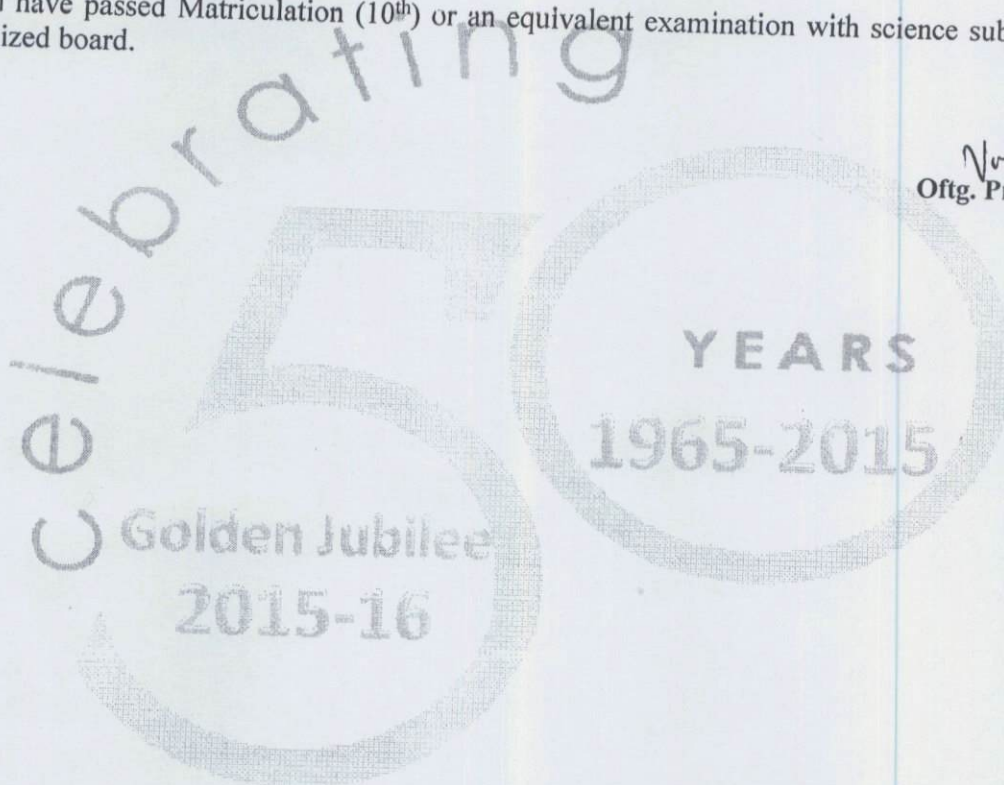 have passed Matriculation (10th) or an equivalent examination with science sub
ized board.
celebrating
Oftg. Pr
YEARS
1965-2015
Golden Jubilee
2015-16